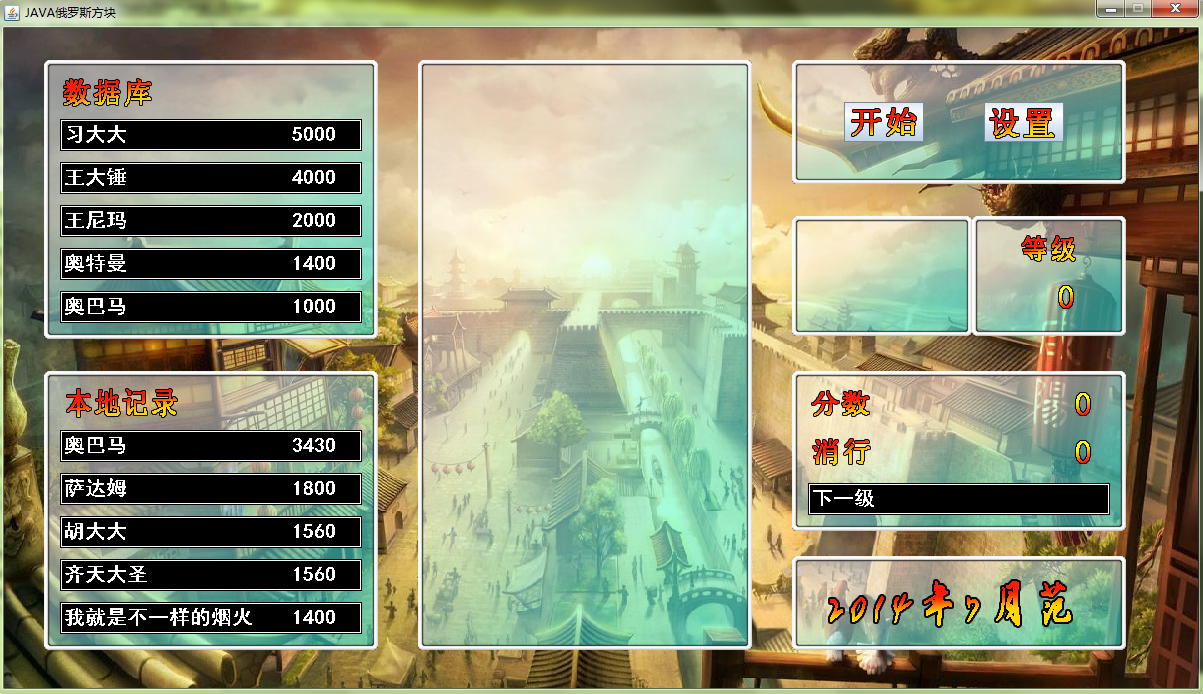 JAVA俄罗斯方块
数据库
习大大 5000
王大锤 4000
王尼玛 2000
奥特曼 1400
奥巴马 1000
本地记录
奥巴马 3430
萨达姆 1800
胡大大 1560
齐天大圣 1560
我就是不一样的烟火 1400
开始 设置
等级
0
分数 0
消行 0
下一级
2014年7月范